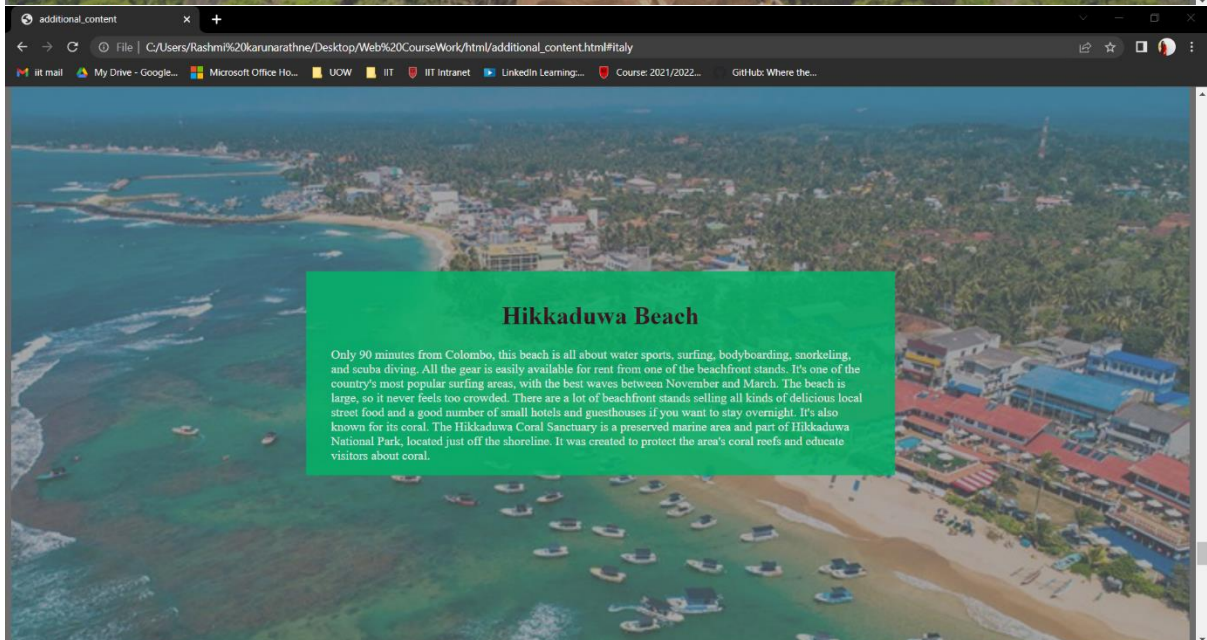 additional_content
File | C:/Users/Rashmi%20karunarathne/Desktop/Web%20CourseWork/html/additional_content.html#italy
iit mail My Drive - Google... Microsoft Office Ho... UOW IIT IIT Intranet LinkedIn Learning:... Course: 2021/2022... GitHub: Where the...
Hikkaduwa Beach
Only 90 minutes from Colombo, this beach is all about water sports, surfing, bodyboarding, snorkeling,
and scuba diving. All the gear is easily available for rent from one of the beachfront stands. It's one of the
country's most popular surfing areas, with the best waves between November and March. The beach is
large, so it never feels too crowded. There are a lot of beachfront stands selling all kinds of delicious local
street food and a good number of small hotels and guesthouses if you want to stay overnight. It's also
known for its coral. The Hikkaduwa Coral Sanctuary is a preserved marine area and part of Hikkaduwa
National Park, located just off the shoreline. It was created to protect the area's coral reefs and educate
visitors about coral.